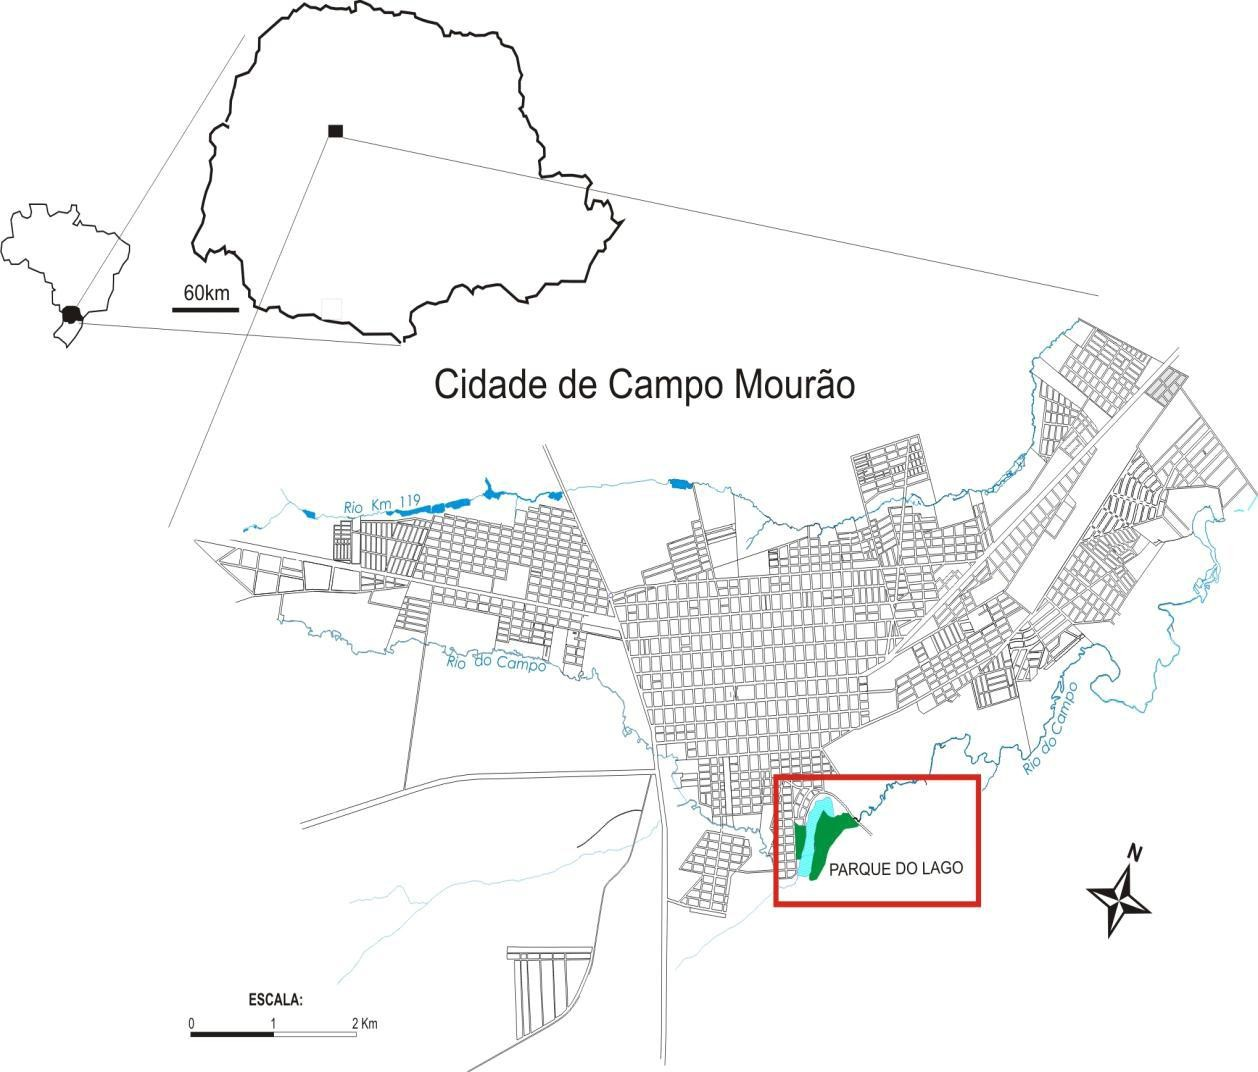 60km
Cidade de Campo Mourão
Rio Km 119
Rio do Campo
Rio do Campo
PARQUE DO LAGO
N
ESCALA:
0 1 2 Km